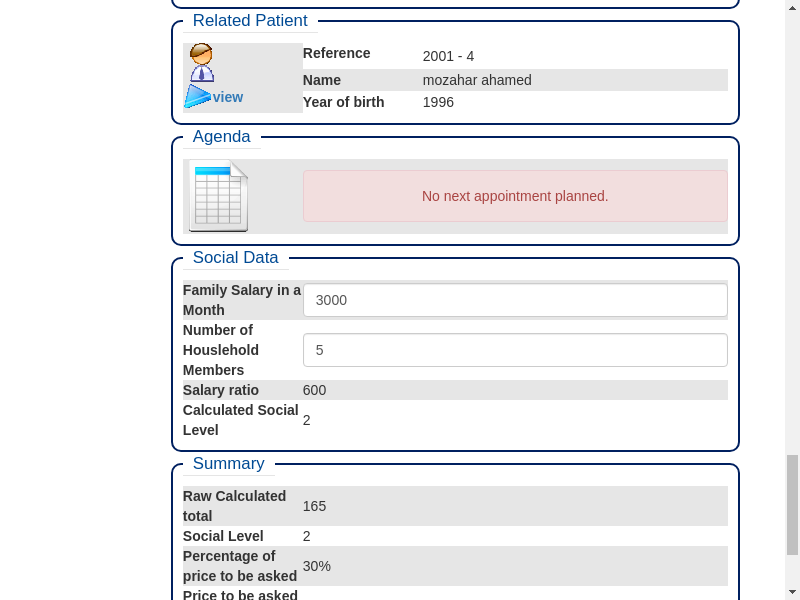 Related Patient
view
Reference 2001 - 4
Name mozahar ahamed
Year of birth 1996
Agenda
No next appointment planned.
Social Data
Family Salary in a
Month
3000
Number of
Houslehold
Members
5
Salary ratio 600
Calculated Social
Level
2
Summary
Raw Calculated
total
165
Social Level 2
Percentage of
price to be asked
30%
Price to be asked